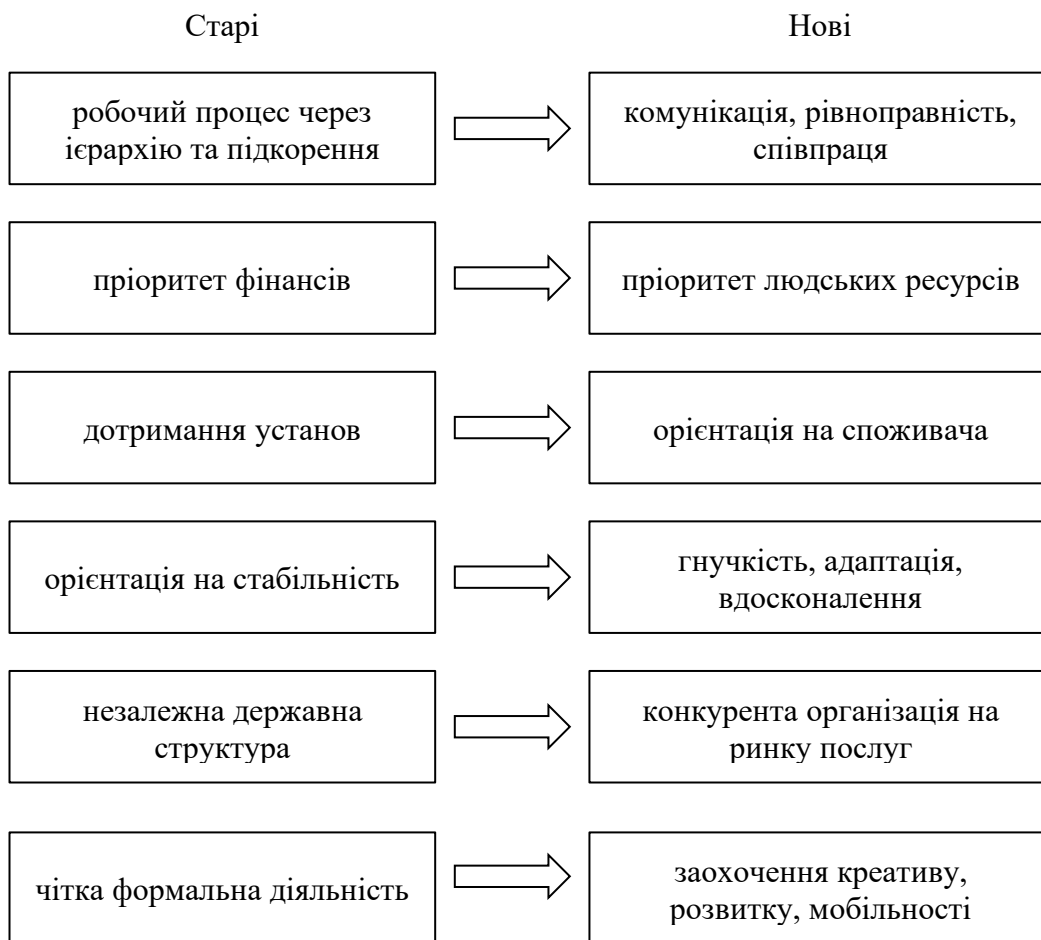 Старі
Нові
робочий процес через
ієрархію та підкорення
комунікація, рівноправність,
співпраця
пріоритет фінансів
пріоритет людських ресурсів
дотримання установ
орієнтація на споживача
орієнтація на стабільність
гнучкість, адаптація,
вдосконалення
незалежна державна
структура
конкурента організація на
ринку послуг
чітка формальна діяльність
заохочення креативу,
розвитку, мобільності